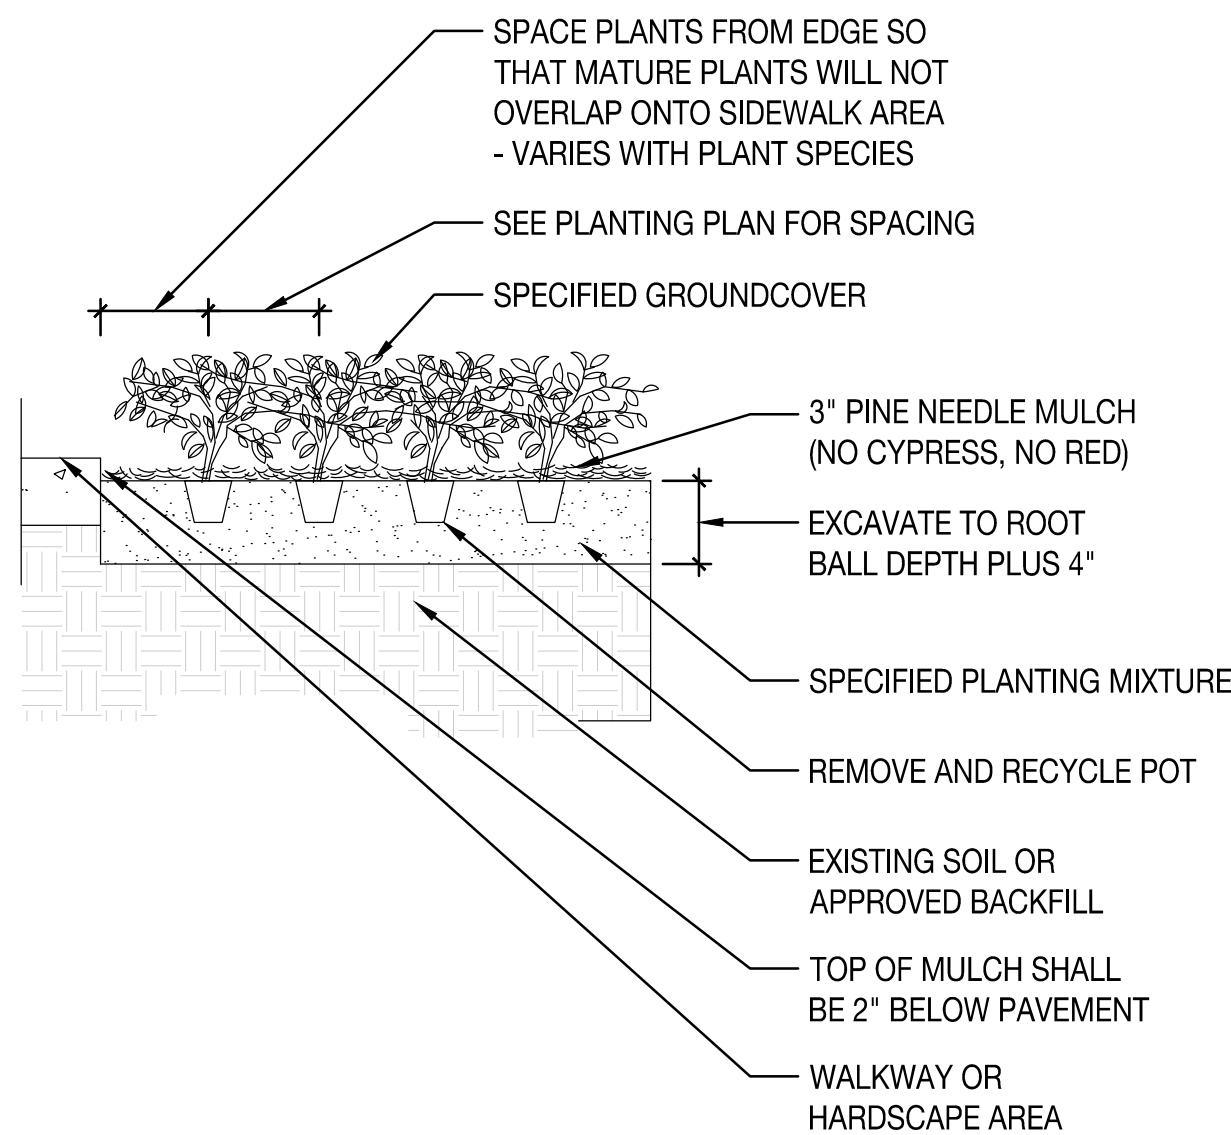 SPACE PLANTS FROM EDGE SO
THAT MATURE PLANTS WILL NOT
OVERLAP ONTO SIDEWALK AREA
- VARIES WITH PLANT SPECIES
SEE PLANTING PLAN FOR SPACING
SPECIFIED GROUNDCOVER
3" PINE NEEDLE MULCH
(NO CYPRESS, NO RED)
EXCAVATE TO ROOT
BALL DEPTH PLUS 4"
SPECIFIED PLANTING MIXTURE
REMOVE AND RECYCLE POT
EXISTING SOIL OR
APPROVED BACKFILL
TOP OF MULCH SHALL
BE 2" BELOW PAVEMENT
WALKWAY OR
HARDSCAPE AREA